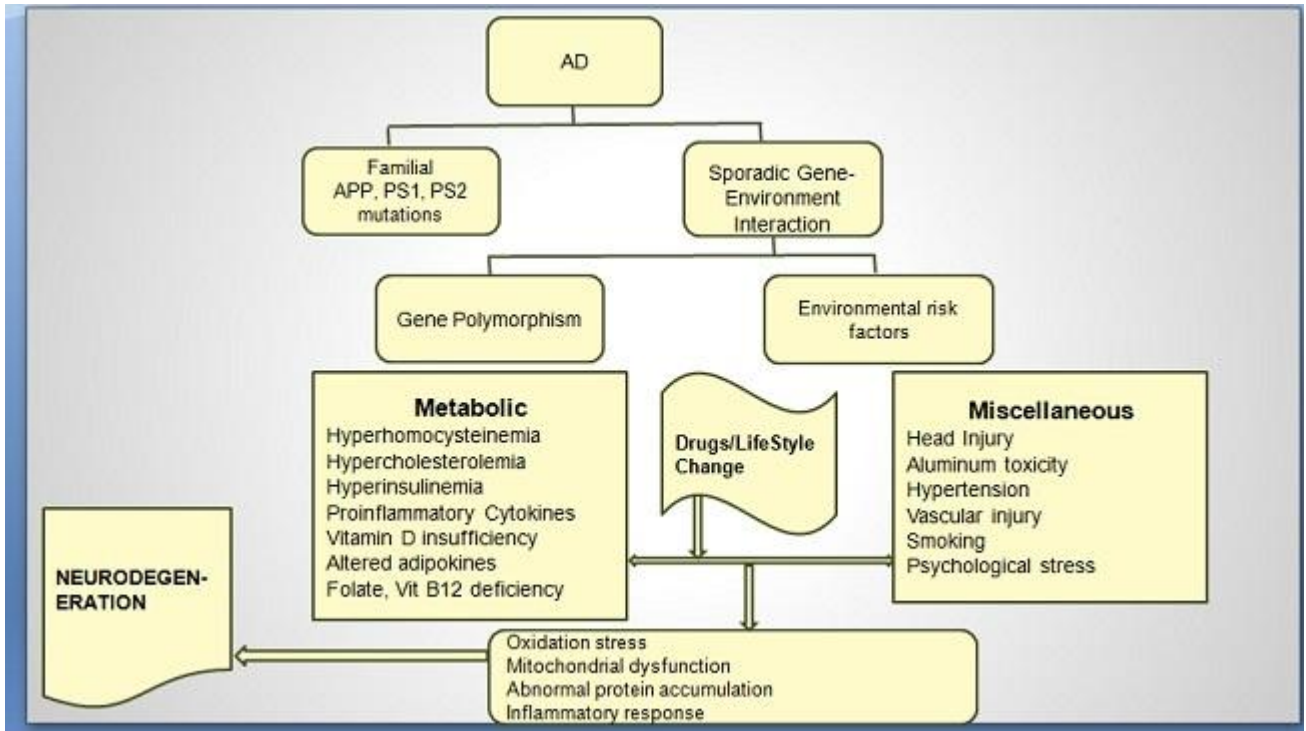 AD
Familial
APP, PS1, PS2
mutations
Sporadic Gene-
Environment
Interaction
Gene Polymorphism
Environmental risk
factors
Metabolic
Hyperhomocysteinemia
Hypercholesterolemia
Hyperinsulinemia
Proinflammatory Cytokines
Vitamin D insufficiency
Altered adipokines
Folate, Vit B12 deficiency
Drugs/LifeStyle
Change
Miscellaneous
Head Injury
Aluminum toxicity
Hypertension
Vascular injury
Smoking
Psychological stress
NEURODEGEN-
ERATION
Oxidation stress
Mitochondrial dysfunction
Abnormal protein accumulation
Inflammatory response